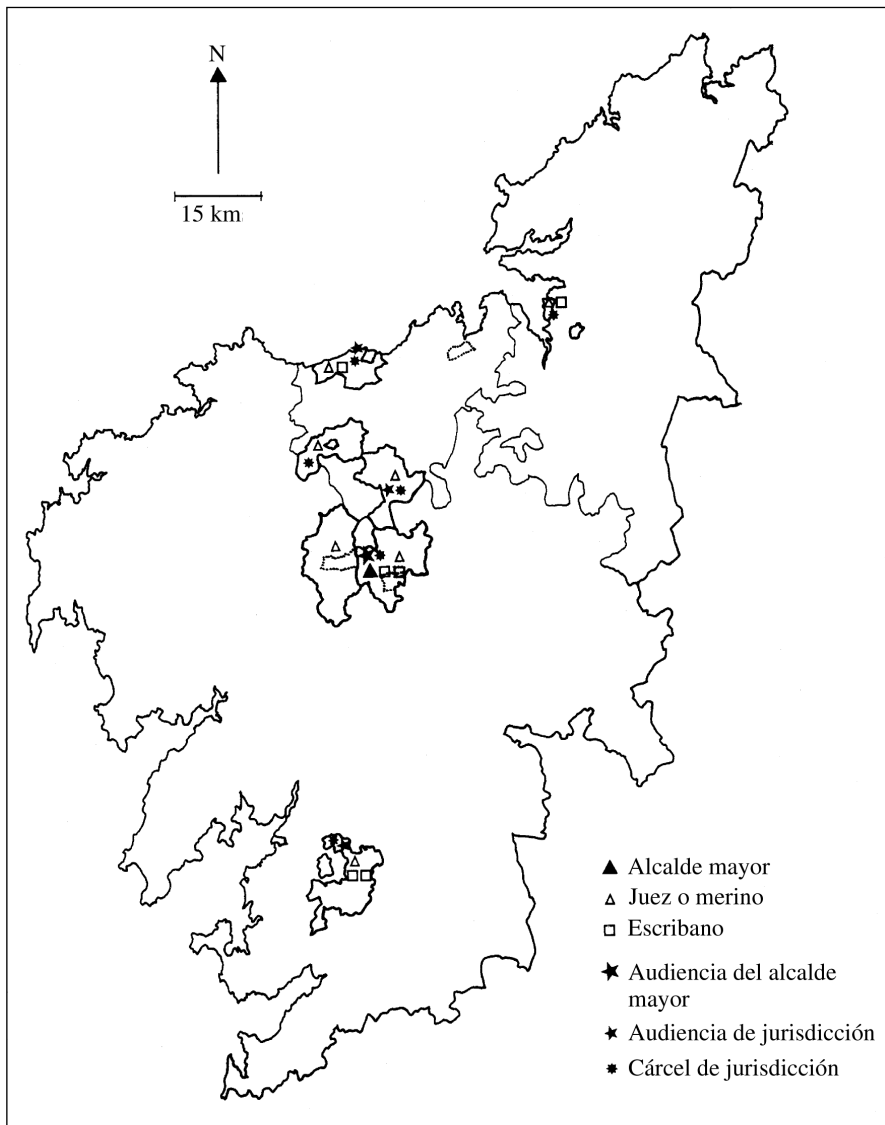 N
15 km
Alcalde mayor
Juez o merino
Escribano
Audiencia del alcalde
mayor
Audiencia de jurisdicción
Cárcel de jurisdicción